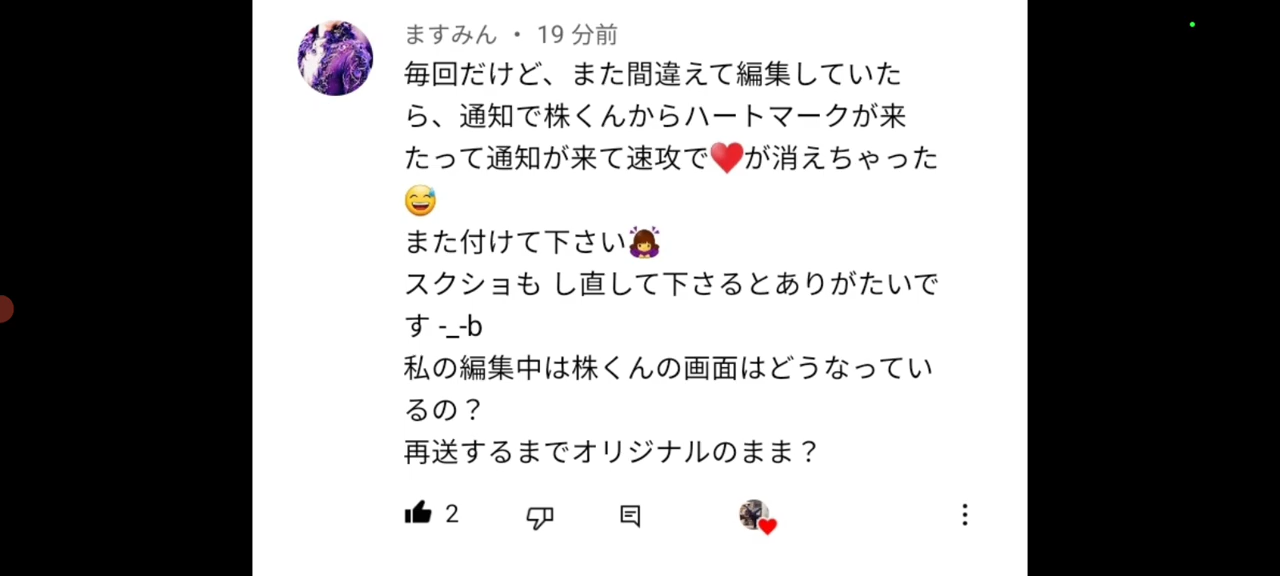 ますみん・19 分前
毎回だけど、また間違えて編集していた
ら、通知で株くんからハートマークが来
たって通知が来て速攻で❤️が消えちゃった
😅
また付けて下さい🙇‍♀️
スクショも し直して下さるとありがたいで
す -_-b
私の編集中は株くんの画面はどうなってい
るの？
再送するまでオリジナルのまま？
2